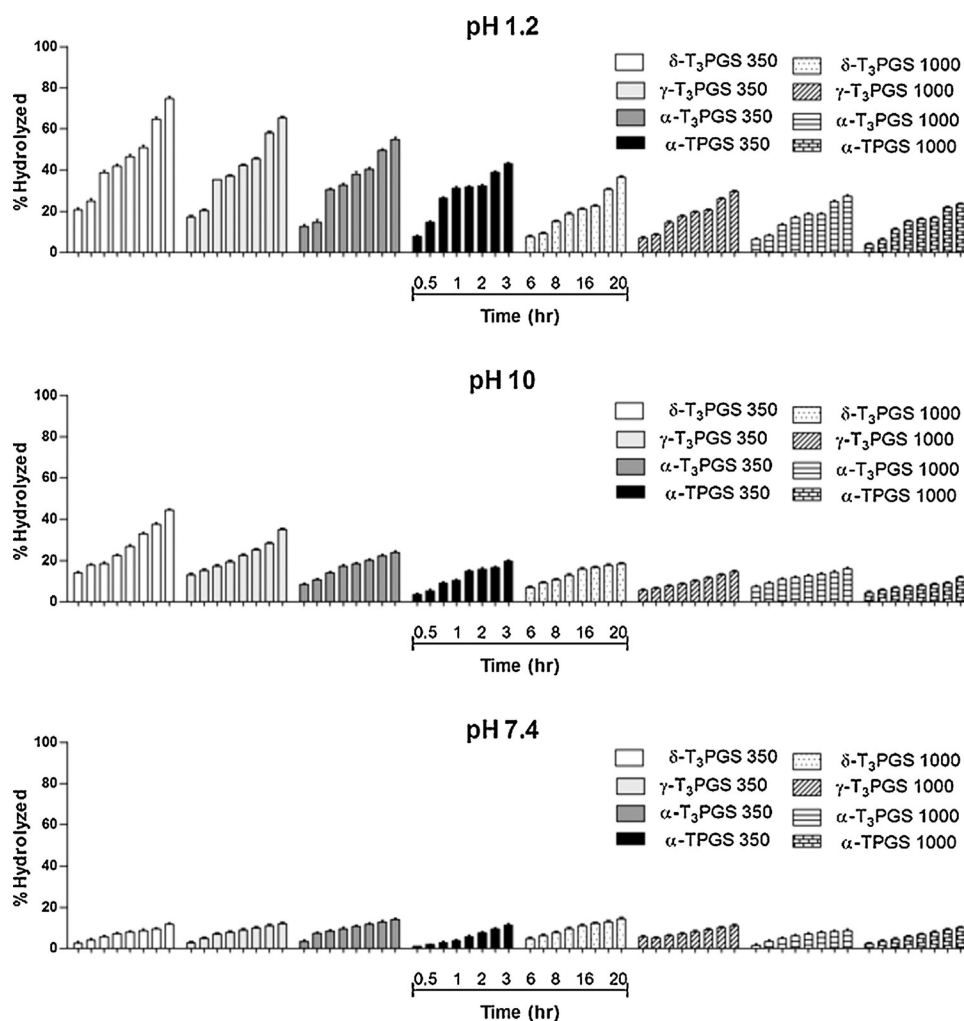 pH 1.2
100
80
60
40
20
0
% Hydrolyzed
δ-T₃PGS 350
γ-T₃PGS 350
α-T₃PGS 350
α-TPGS 350
δ-T₃PGS 1000
γ-T₃PGS 1000
α-T₃PGS 1000
α-TPGS 1000
0.5 1 2 3 6 8 16 20
Time (hr)
pH 10
100
80
60
40
20
0
% Hydrolyzed
δ-T₃PGS 350
γ-T₃PGS 350
α-T₃PGS 350
α-TPGS 350
δ-T₃PGS 1000
γ-T₃PGS 1000
α-T₃PGS 1000
α-TPGS 1000
0.5 1 2 3 6 8 16 20
Time (hr)
pH 7.4
100
80
60
40
20
0
% Hydrolyzed
δ-T₃PGS 350
γ-T₃PGS 350
α-T₃PGS 350
α-TPGS 350
δ-T₃PGS 1000
γ-T₃PGS 1000
α-T₃PGS 1000
α-TPGS 1000
0.5 1 2 3 6 8 16 20
Time (hr)